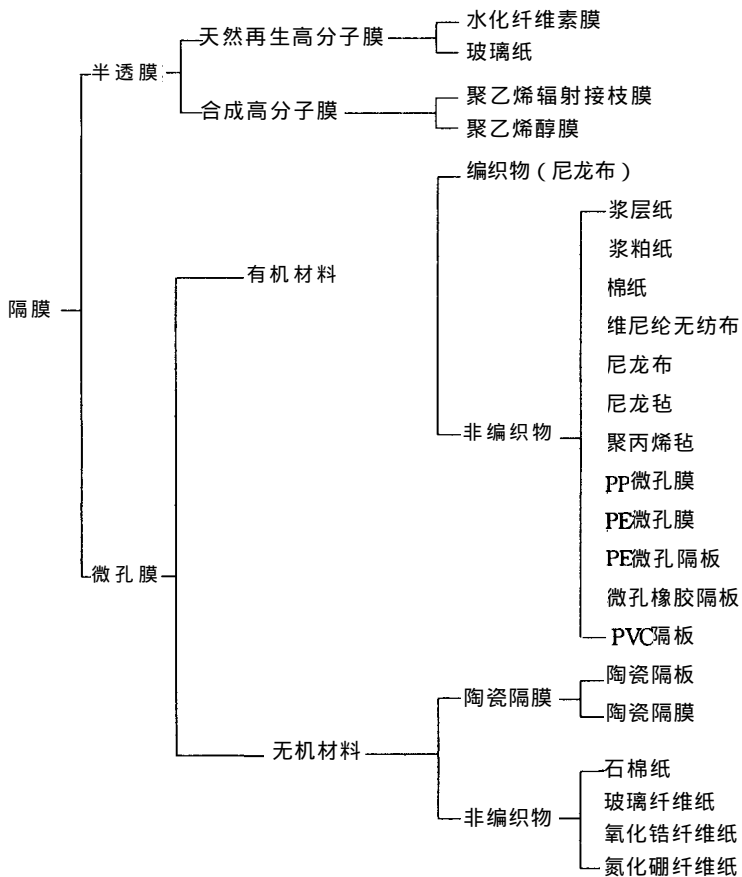 水化纤维素膜
天然再生高分子膜
玻璃纸
半透膜
聚乙烯辐射接枝膜
合成高分子膜
聚乙烯醇膜
编织物（尼龙布）
浆层纸
浆粕纸
有机材料
棉纸
隔膜
维尼纶无纺布
尼龙布
尼龙毡
非编织物
聚丙烯毡
PP微孔膜
PE微孔膜
PE微孔隔板
微孔膜
微孔橡胶隔板
PVC隔板
陶瓷隔板
陶瓷隔膜
陶瓷隔膜
无机材料
石棉纸
玻璃纤维纸
非编织物
氧化锆纤维纸
氮化硼纤维纸